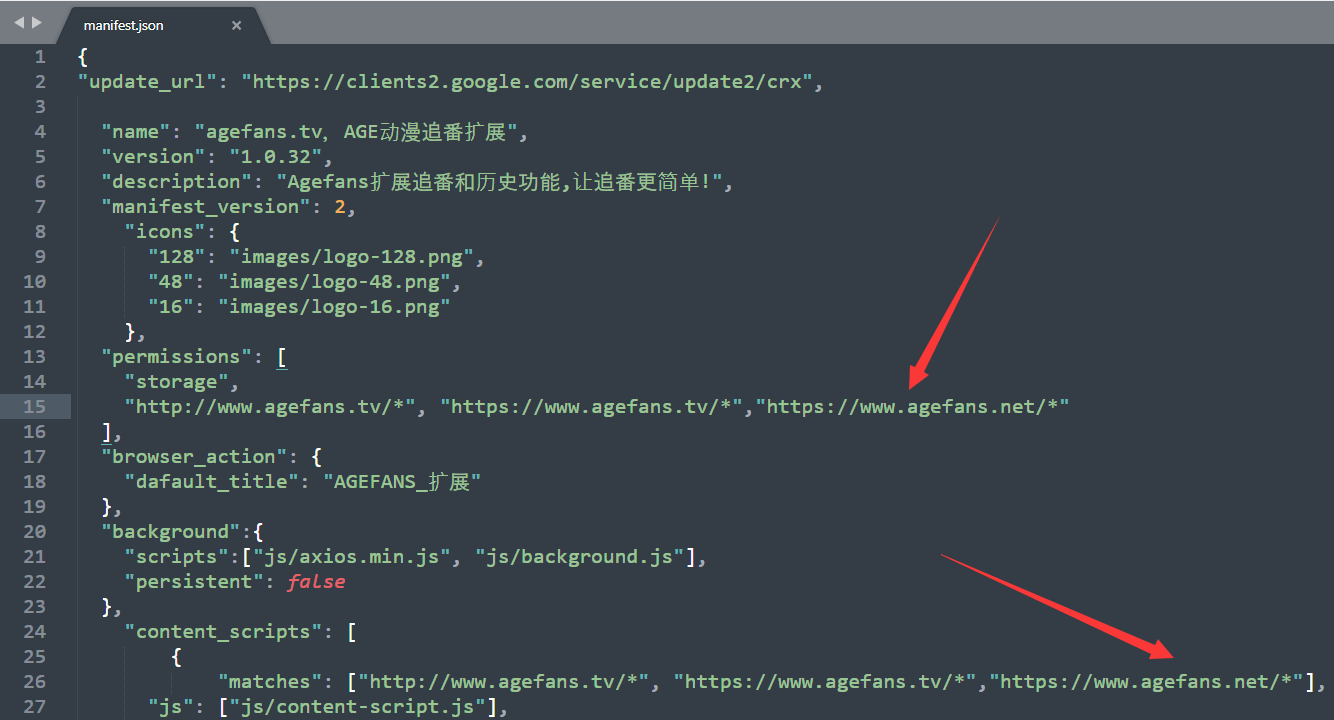 manifest.json ×
1 {
2 "update_url": "https://clients2.google.com/service/update2/crx",
3
4 "name": "agefans.tv, AGE动漫追番扩展",
5 "version": "1.0.32",
6 "description": "Agefans扩展追番和历史功能,让追番更简单!",
7 "manifest_version": 2,
8 "icons": {
9 "128": "images/logo-128.png",
10 "48": "images/logo-48.png",
11 "16": "images/logo-16.png"
12 },
13 "permissions": [
14 "storage",
15 "http://www.agefans.tv/*", "https://www.agefans.tv/*","https://www.agefans.net/*"
16 ],
17 "browser_action": {
18 "dafault_title": "AGEFANS_扩展"
19 },
20 "background":{
21 "scripts":["js/axios.min.js", "js/background.js"],
22 "persistent": false
23 },
24 "content_scripts": [
25 {
26 "matches": ["http://www.agefans.tv/*", "https://www.agefans.tv/*","https://www.agefans.net/*"],
27 "js": ["js/content-script.js"],